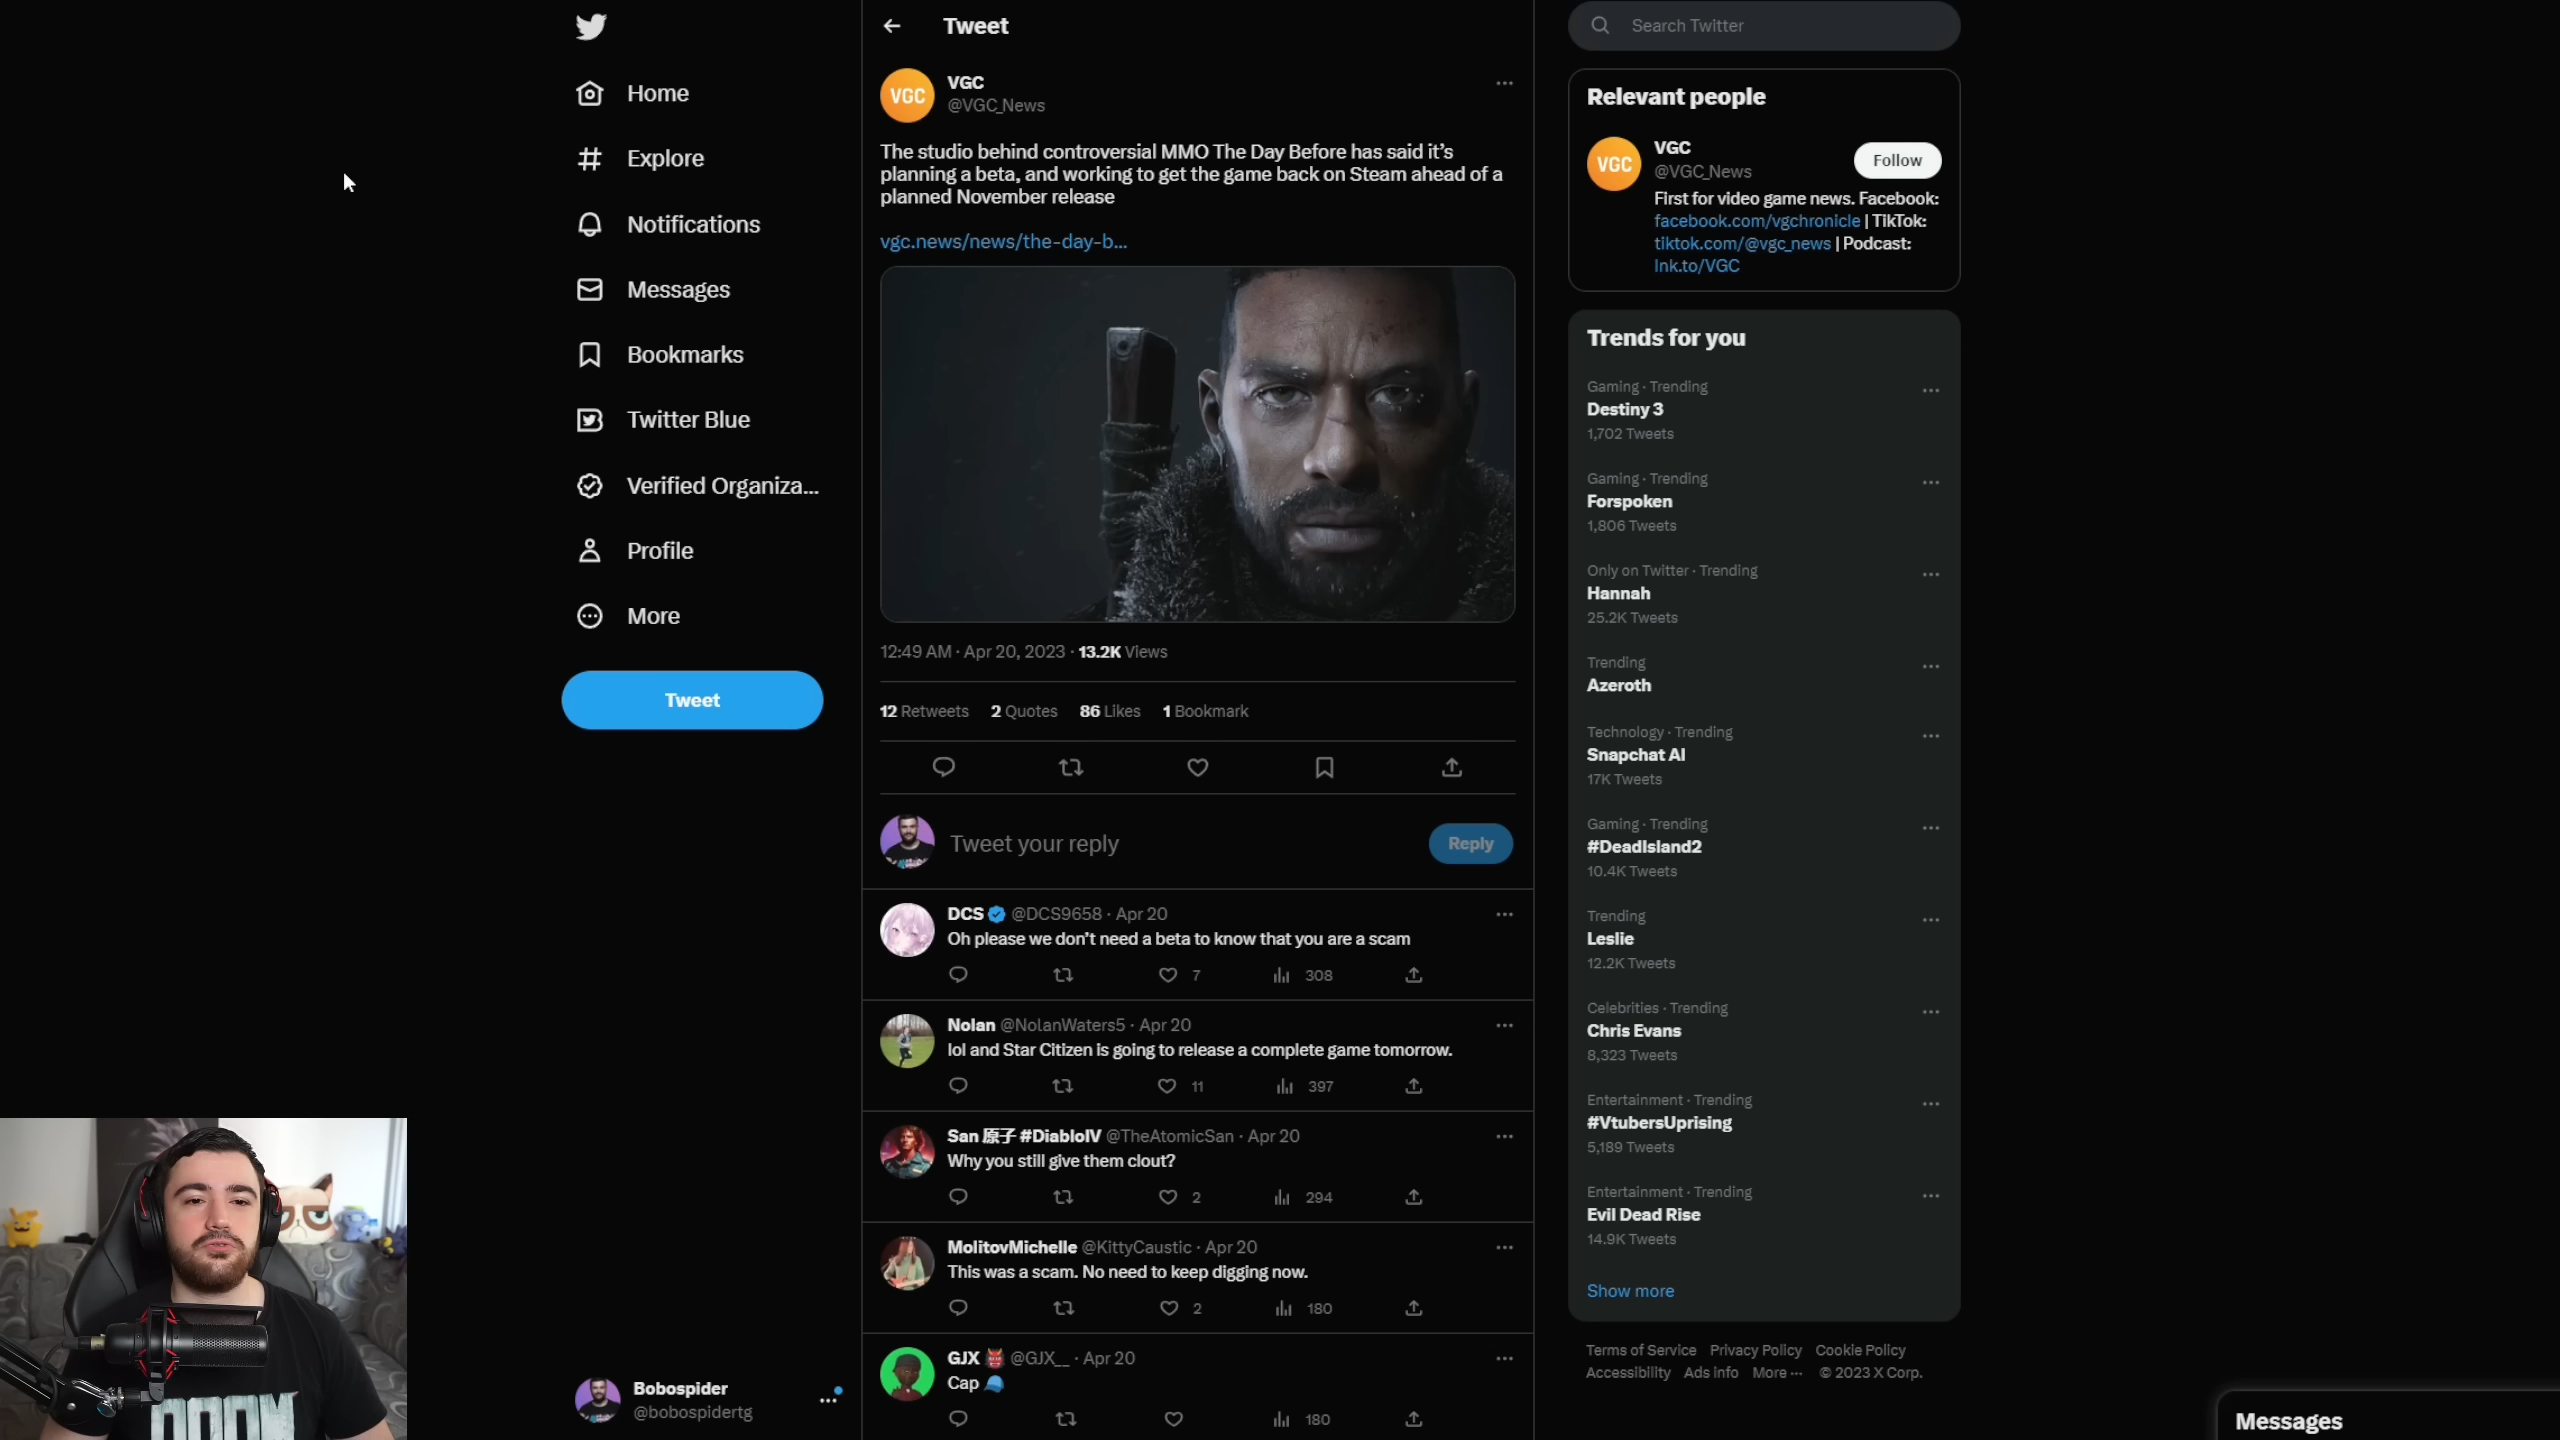 Home
Explore
Notifications
Messages
Bookmarks
Twitter Blue
Verified Organiza...
Profile
More
Tweet
Bobospider
@bobospidertg
Tweet
VGC
VGC
@VGC_News
The studio behind controversial MMO The Day Before has said it's
planning a beta, and working to get the game back on Steam ahead of a
planned November release
vgc.news/news/the-day-b...
12:49 AM · Apr 20, 2023 · 13.2K Views
12 Retweets 2 Quotes 86 Likes 1 Bookmark
Tweet your reply
Reply
DCS @DCS9658 · Apr 20
Oh please we don't need a beta to know that you are a scam
7 308
Nolan @NolanWaters5 · Apr 20
lol and Star Citizen is going to release a complete game tomorrow.
11 397
San 原子 #DiabloIV @TheAtomicSan · Apr 20
Why you still give them clout?
2 294
MolitovMichelle @KittyCaustic · Apr 20
This was a scam. No need to keep digging now.
2 180
GJX 👹 @GJX__ · Apr 20
Cap 🧢
180
Search Twitter
Relevant people
VGC
VGC
@VGC_News
Follow
First for video game news. Facebook:
facebook.com/vgchronicle | TikTok:
tiktok.com/@vgc_news | Podcast:
lnk.to/VGC
Trends for you
Gaming · Trending
Destiny 3
1,702 Tweets
Gaming · Trending
Forspoken
1,806 Tweets
Only on Twitter · Trending
Hannah
25.2K Tweets
Trending
Azeroth
Technology · Trending
Snapchat AI
17K Tweets
Gaming · Trending
#DeadIsland2
10.4K Tweets
Trending
Leslie
12.2K Tweets
Celebrities · Trending
Chris Evans
8,323 Tweets
Entertainment · Trending
#VtubersUprising
5,189 Tweets
Entertainment · Trending
Evil Dead Rise
14.9K Tweets
Show more
Terms of Service Privacy Policy Cookie Policy
Accessibility Ads info More ··· © 2023 X Corp.
Messages
DOOM